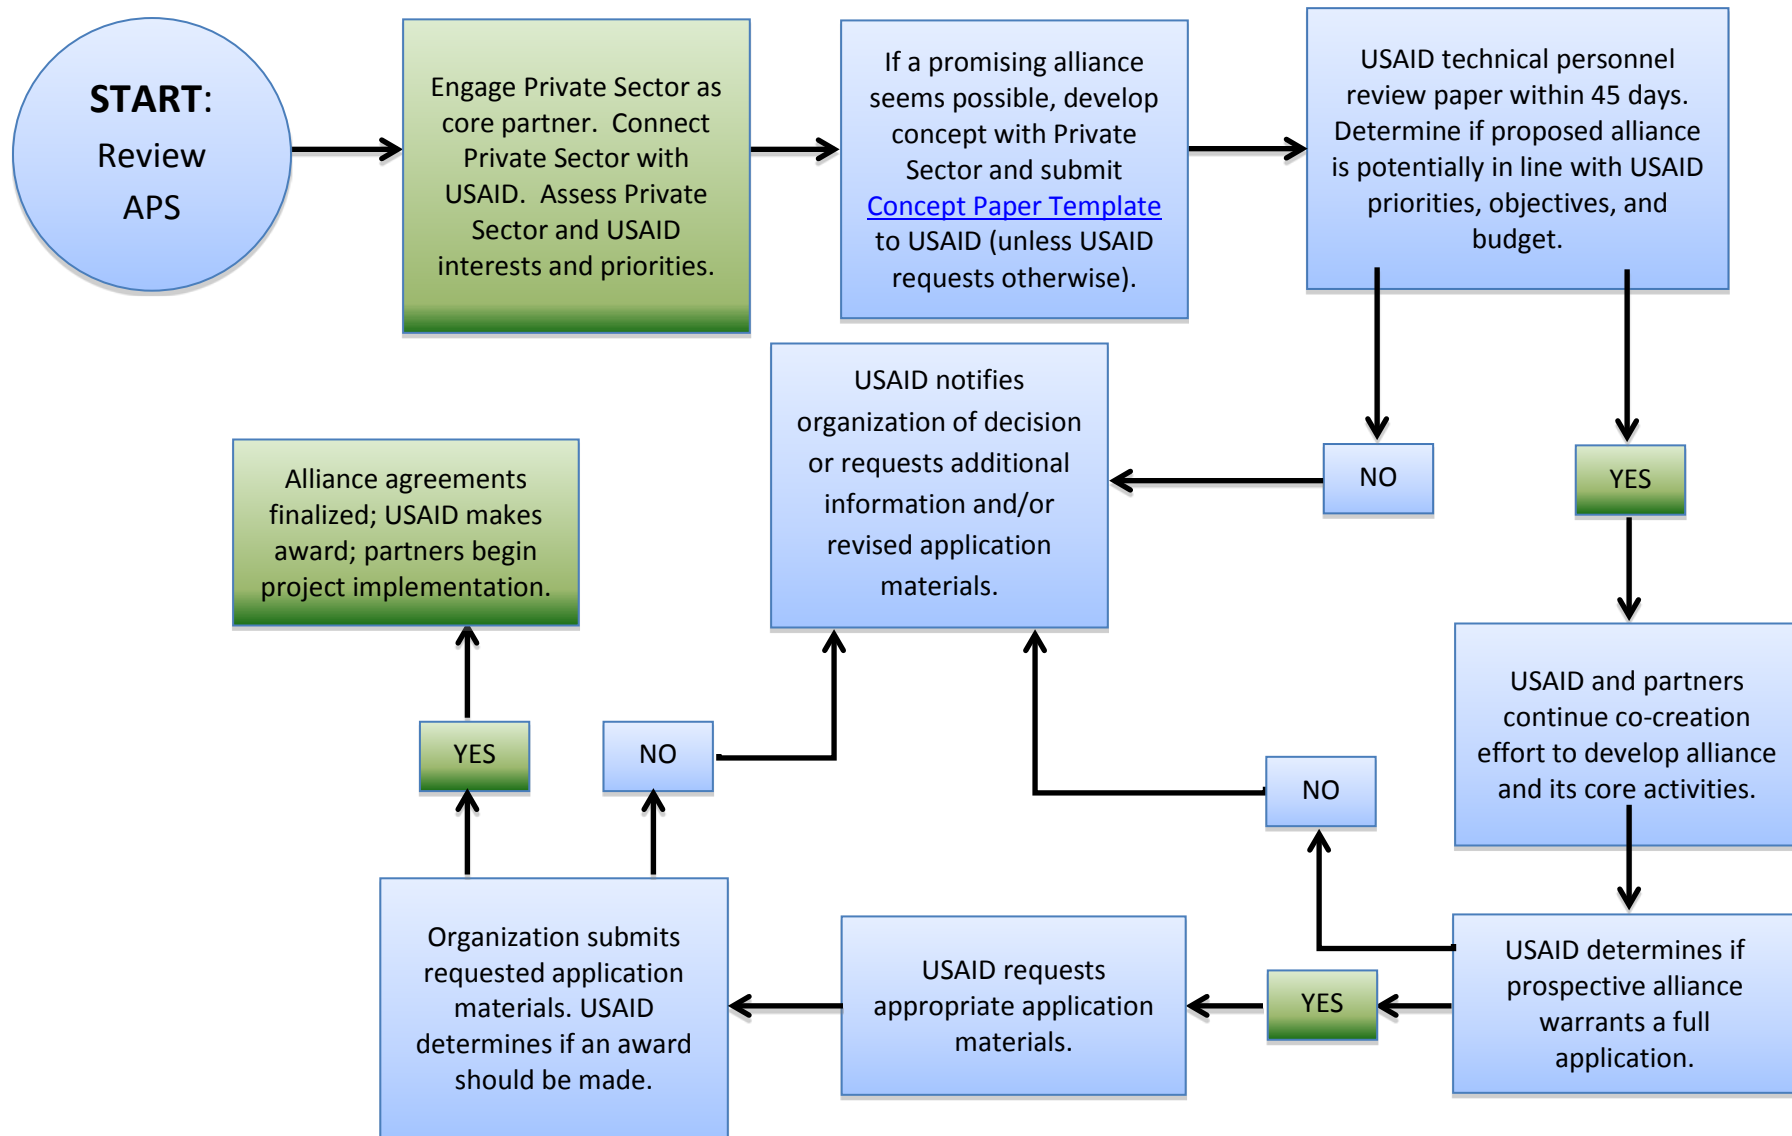 START:
Review
APS
Engage Private Sector as
core partner.  Connect
Private Sector with
USAID.  Assess Private
Sector and USAID
interests and priorities.
If a promising alliance
seems possible, develop
concept with Private
Sector and submit
Concept Paper Template
to USAID (unless USAID
requests otherwise).
USAID technical personnel
review paper within 45 days.
Determine if proposed alliance
is potentially in line with USAID
priorities, objectives, and
budget.
NO
YES
USAID notifies
organization of decision
or requests additional
information and/or
revised application
materials.
USAID and partners
continue co-creation
effort to develop alliance
and its core activities.
USAID determines if
prospective alliance
warrants a full
application.
NO
YES
USAID requests
appropriate application
materials.
Organization submits
requested application
materials. USAID
determines if an award
should be made.
YES
NO
Alliance agreements
finalized; USAID makes
award; partners begin
project implementation.